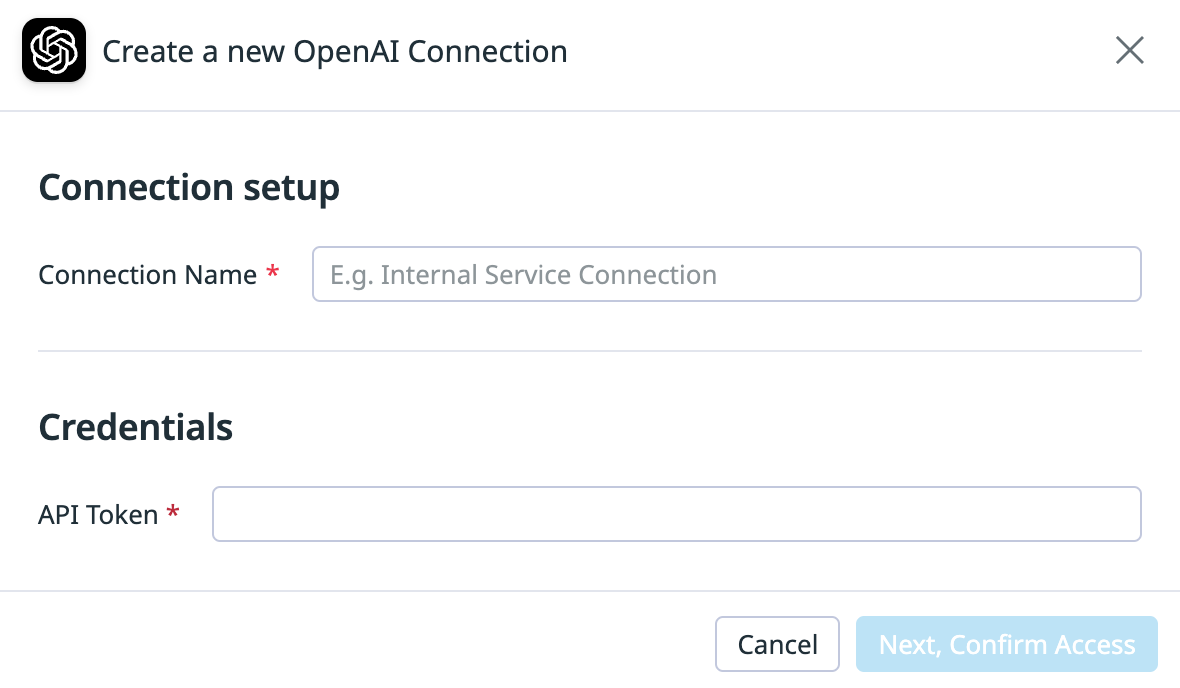 Create a new OpenAI Connection
Connection setup
Connection Name *
E.g. Internal Service Connection
Credentials
API Token *
Cancel
Next, Confirm Access